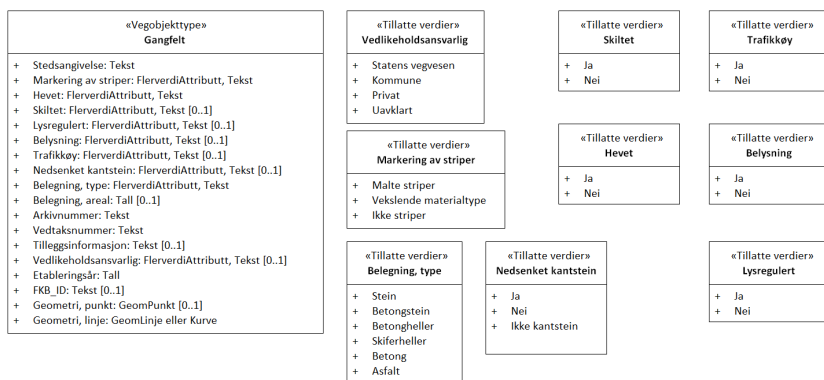 «Vegobjekttype»
Gangfelt
+ Stedsangivelse: Tekst
+ Markering av striper: FlerverdiAttributt, Tekst
+ Hevet: FlerverdiAttributt, Tekst
+ Skiltet: FlerverdiAttributt, Tekst [0..1]
+ Lysregulert: FlerverdiAttributt, Tekst [0..1]
+ Belysning: FlerverdiAttributt, Tekst [0..1]
+ Trafikkøy: FlerverdiAttributt, Tekst [0..1]
+ Nedsenket kantstein: FlerverdiAttributt, Tekst [0..1]
+ Belegning, type: FlerverdiAttributt, Tekst
+ Belegning, areal: Tall [0..1]
+ Arkivnummer: Tekst
+ Vedtaksnummer: Tekst
+ Tilleggsinformasjon: Tekst [0..1]
+ Vedlikeholdsansvarlig: FlerverdiAttributt, Tekst [0..1]
+ Etableringsår: Tall
+ FKB_ID: Tekst [0..1]
+ Geometri, punkt: GeomPunkt [0..1]
+ Geometri, linje: GeomLinje eller Kurve
«Tillatte verdier»
Vedlikeholdsansvarlig
+ Statens vegvesen
+ Kommune
+ Privat
+ Uavklart
«Tillatte verdier»
Skiltet
+ Ja
+ Nei
«Tillatte verdier»
Trafikkøy
+ Ja
+ Nei
«Tillatte verdier»
Markering av striper
+ Malte striper
+ Vekslende materialtype
+ Ikke striper
«Tillatte verdier»
Hevet
+ Ja
+ Nei
«Tillatte verdier»
Belysning
+ Ja
+ Nei
«Tillatte verdier»
Belegning, type
+ Stein
+ Betongstein
+ Betongheller
+ Skiferheller
+ Betong
+ Asfalt
«Tillatte verdier»
Nedsenket kantstein
+ Ja
+ Nei
+ Ikke kantstein
«Tillatte verdier»
Lysregulert
+ Ja
+ Nei